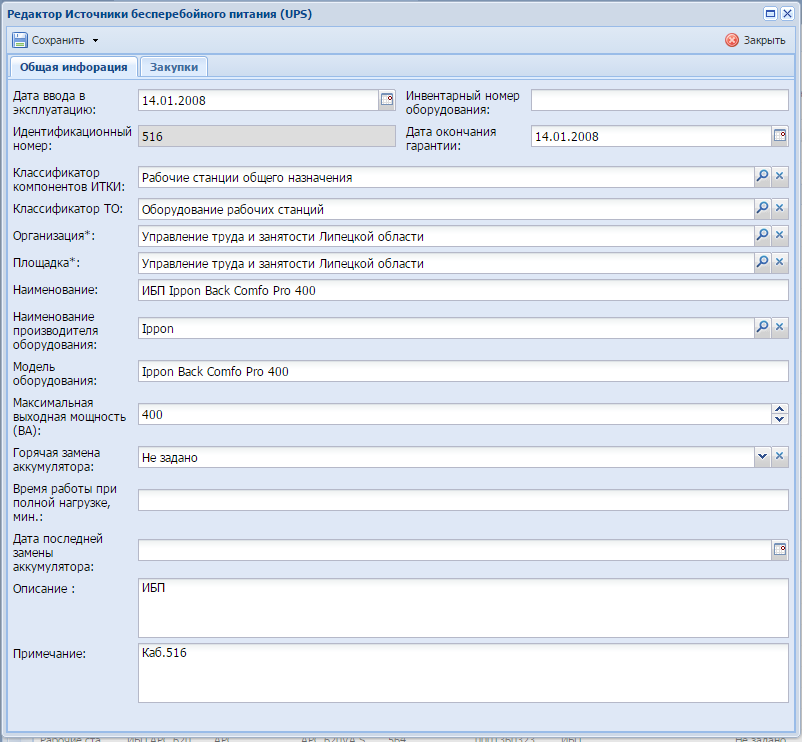 Редактор Источники бесперебойного питания (UPS)
Сохранить
Закрыть
Общая инфорация
Закупки
Дата ввода в
эксплуатацию:
14.01.2008
Инвентарный номер
оборудования:
Идентификационный
номер:
516
Дата окончания
гарантии:
14.01.2008
Классификатор
компонентов ИТКИ:
Рабочие станции общего назначения
Классификатор ТО:
Оборудование рабочих станций
Организация*:
Управление труда и занятости Липецкой области
Площадка*:
Управление труда и занятости Липецкой области
Наименование:
ИБП Ippon Back Comfo Pro 400
Наименование
производителя
оборудования:
Ippon
Модель
оборудования:
Ippon Back Comfo Pro 400
Максимальная
выходная мощность
(ВА):
400
Горячая замена
аккумулятора:
Не задано
Время работы при
полной нагрузке,
мин.:
Дата последней
замены
аккумулятора:
Описание :
ИБП
Примечание:
Каб.516